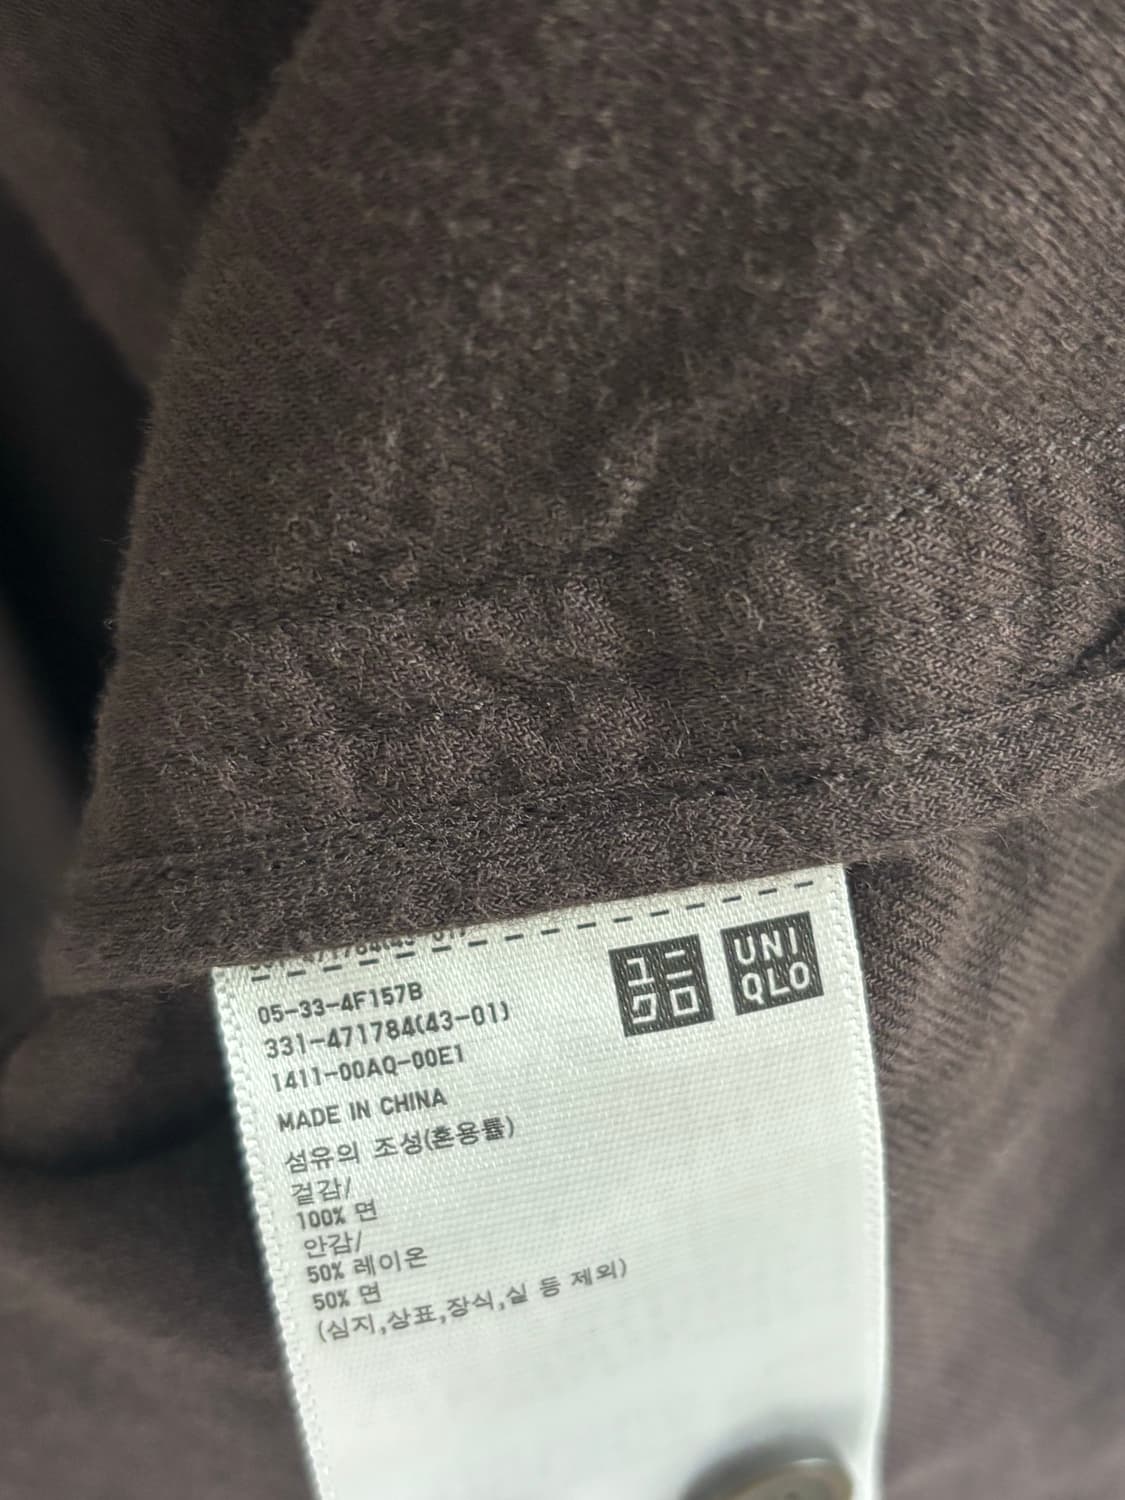 ユニ
クロ
UNI
QLO
05-33-4F157B
331-471784(43-01)
1411-00AQ-00E1
MADE IN CHINA
섬유의 조성(혼용률)
겉감/
100% 면
안감/
50% 레이온
50% 면
(심지,상표,장식,실 등 제외)